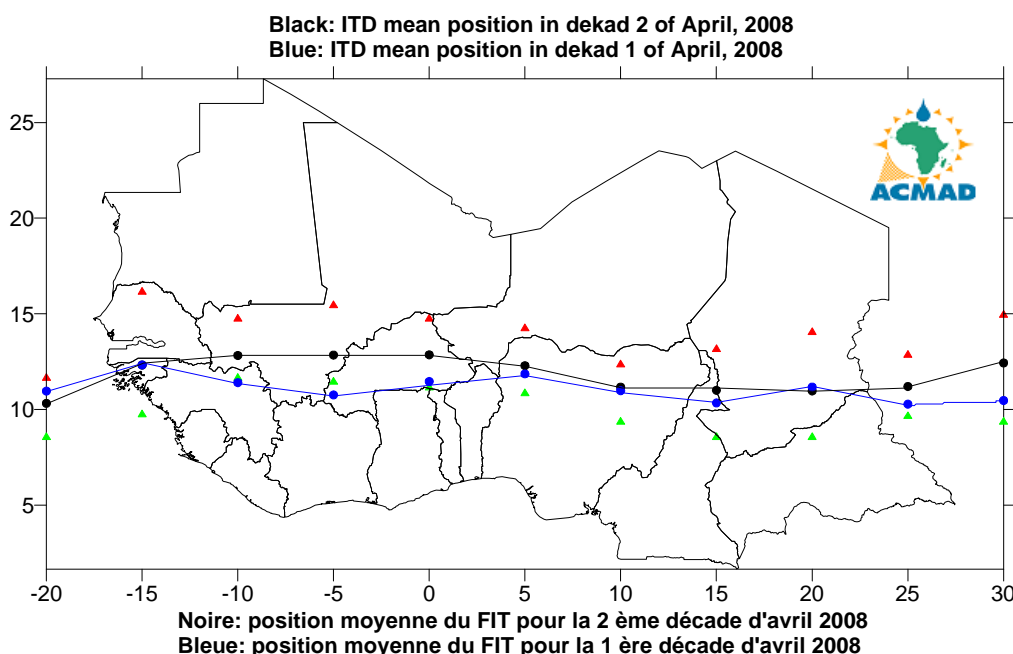 Black: ITD mean position in dekad 2 of April, 2008
Blue: ITD mean position in dekad 1 of April, 2008
25
20
15
10
5
ACMAD
-20 -15 -10 -5 0 5 10 15 20 25 30
Noire: position moyenne du FIT pour la 2 ème décade d'avril 2008
Bleue: position moyenne du FIT pour la 1 ère décade d'avril 2008